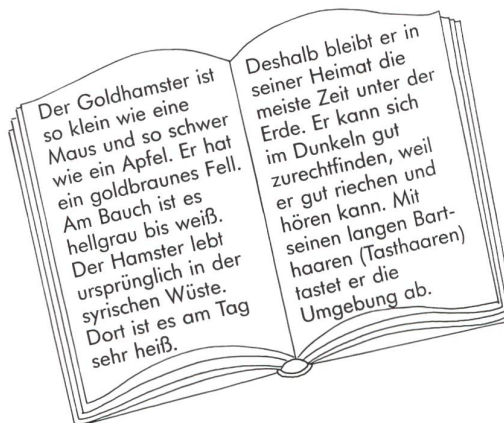 Der Goldhamster ist
so klein wie eine
Maus und so schwer
wie ein Apfel. Er hat
ein goldbraunes Fell.
Am Bauch ist es
hellgrau bis weiß.
Der Hamster lebt
ursprünglich in der
syrischen Wüste.
Dort ist es am Tag
sehr heiß.
Deshalb bleibt er in
seiner Heimat die
meiste Zeit unter der
Erde. Er kann sich
im Dunkeln gut
zurechtfinden, weil
er gut riechen und
hören kann. Mit
seinen langen Bart-
haaren (Tasthaaren)
tastet er die
Umgebung ab.